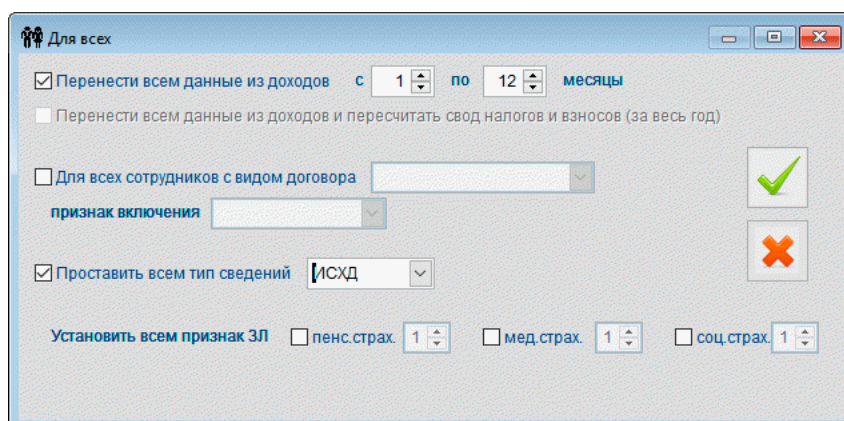 Для всех
Перенести всем данные из доходов с 1 по 12 месяцы
Перенести всем данные из доходов и пересчитать свод налогов и взносов (за весь год)
Для всех сотрудников с видом договора
признак включения
Проставить всем тип сведений ИСХД
Установить всем признак ЗЛ пенс.страх. 1 мед.страх. 1 соц.страх. 1